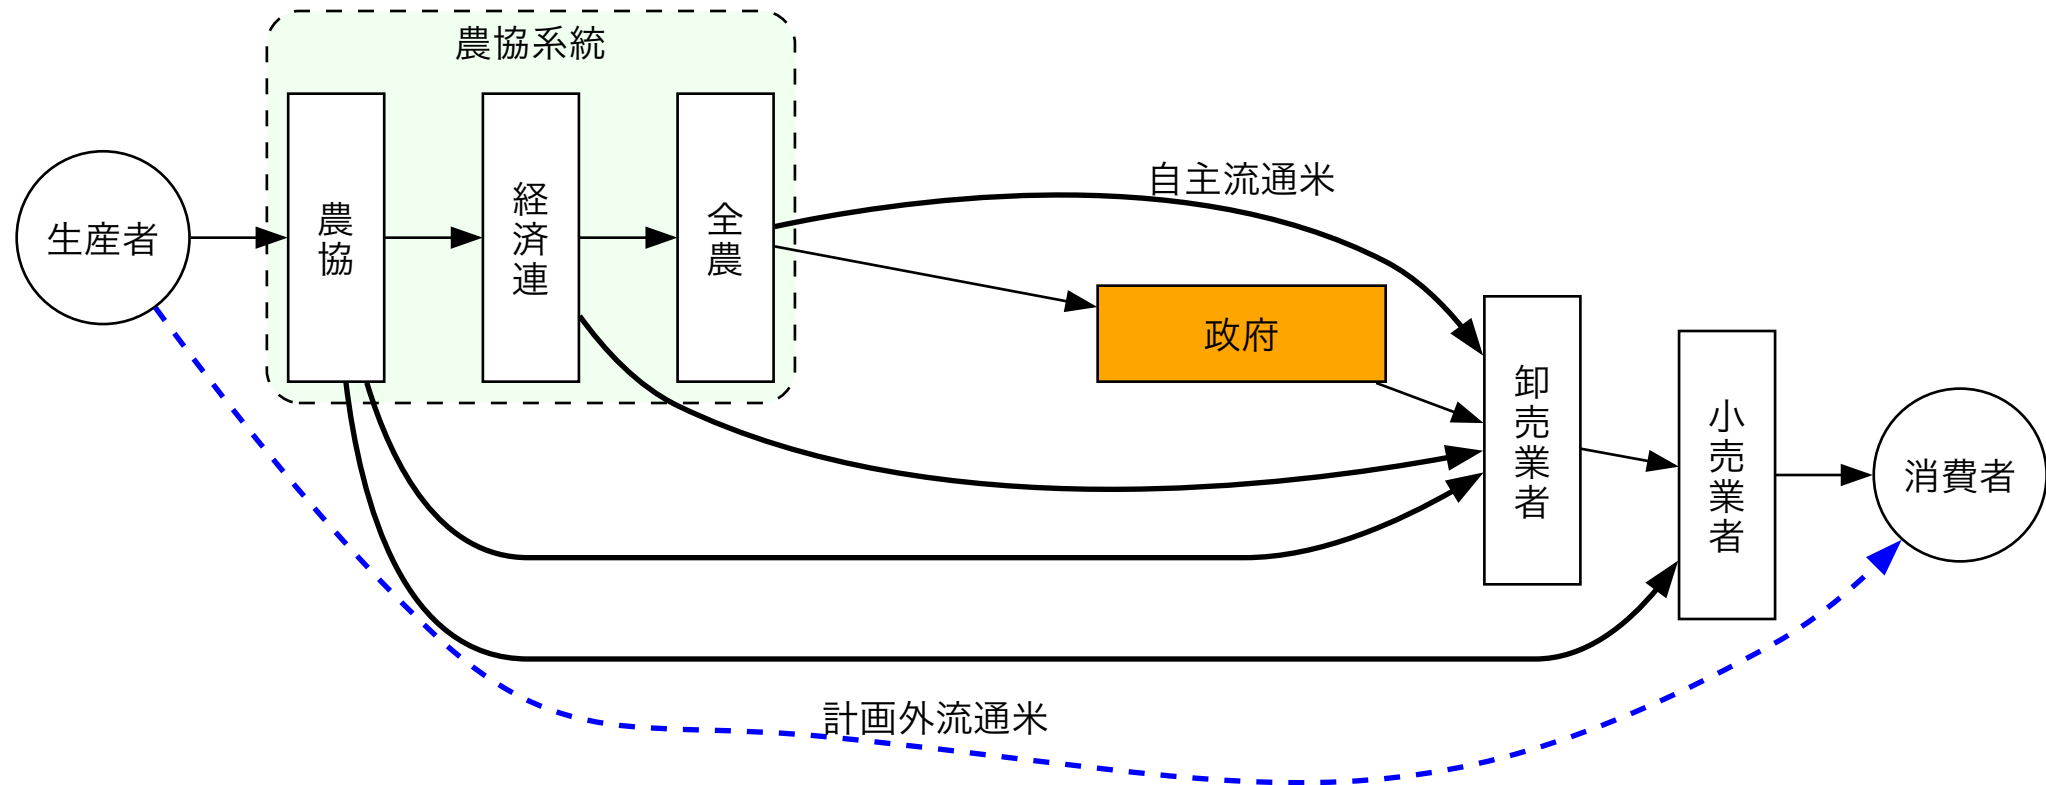 農協系統
生産者
農協
経済連
全農
自主流通米
政府
卸売業者
小売業者
消費者
計画外流通米